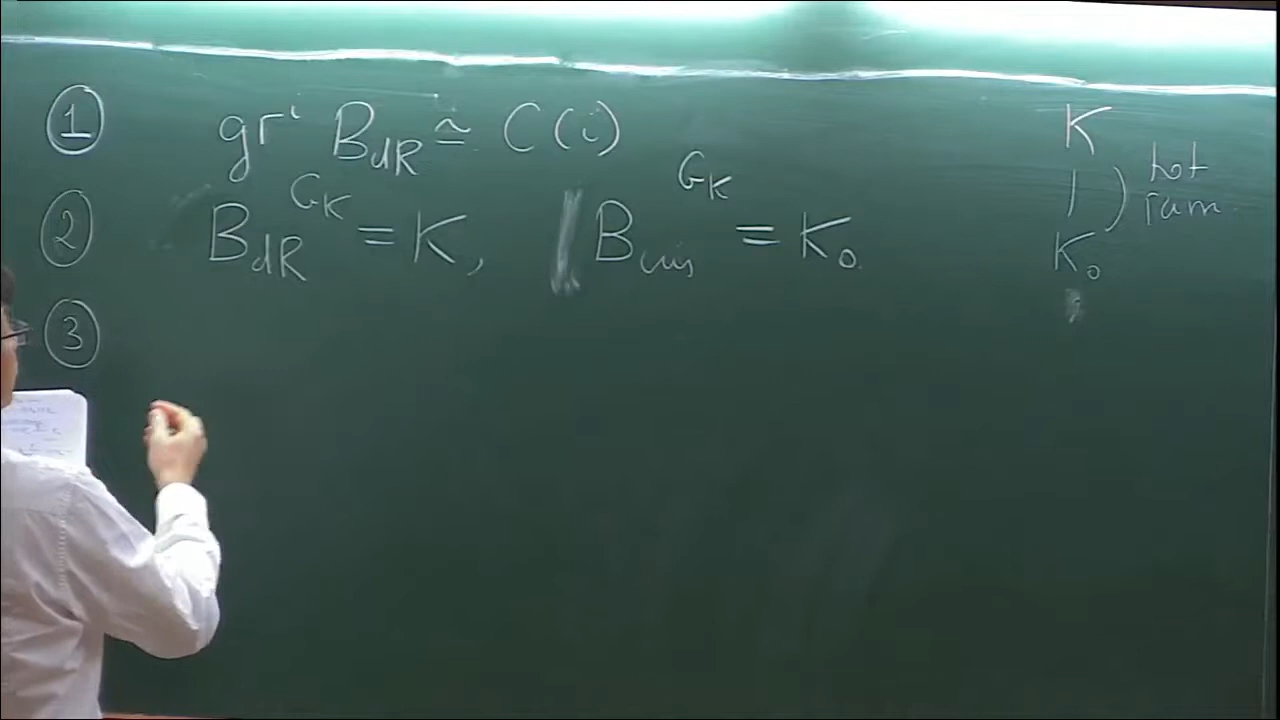 ① gr^i B_dR ≃ C(i)
② B_dR^{G_K} = K, B_cris^{G_K} = K_0
③
K
| ) tot ram.
K_0